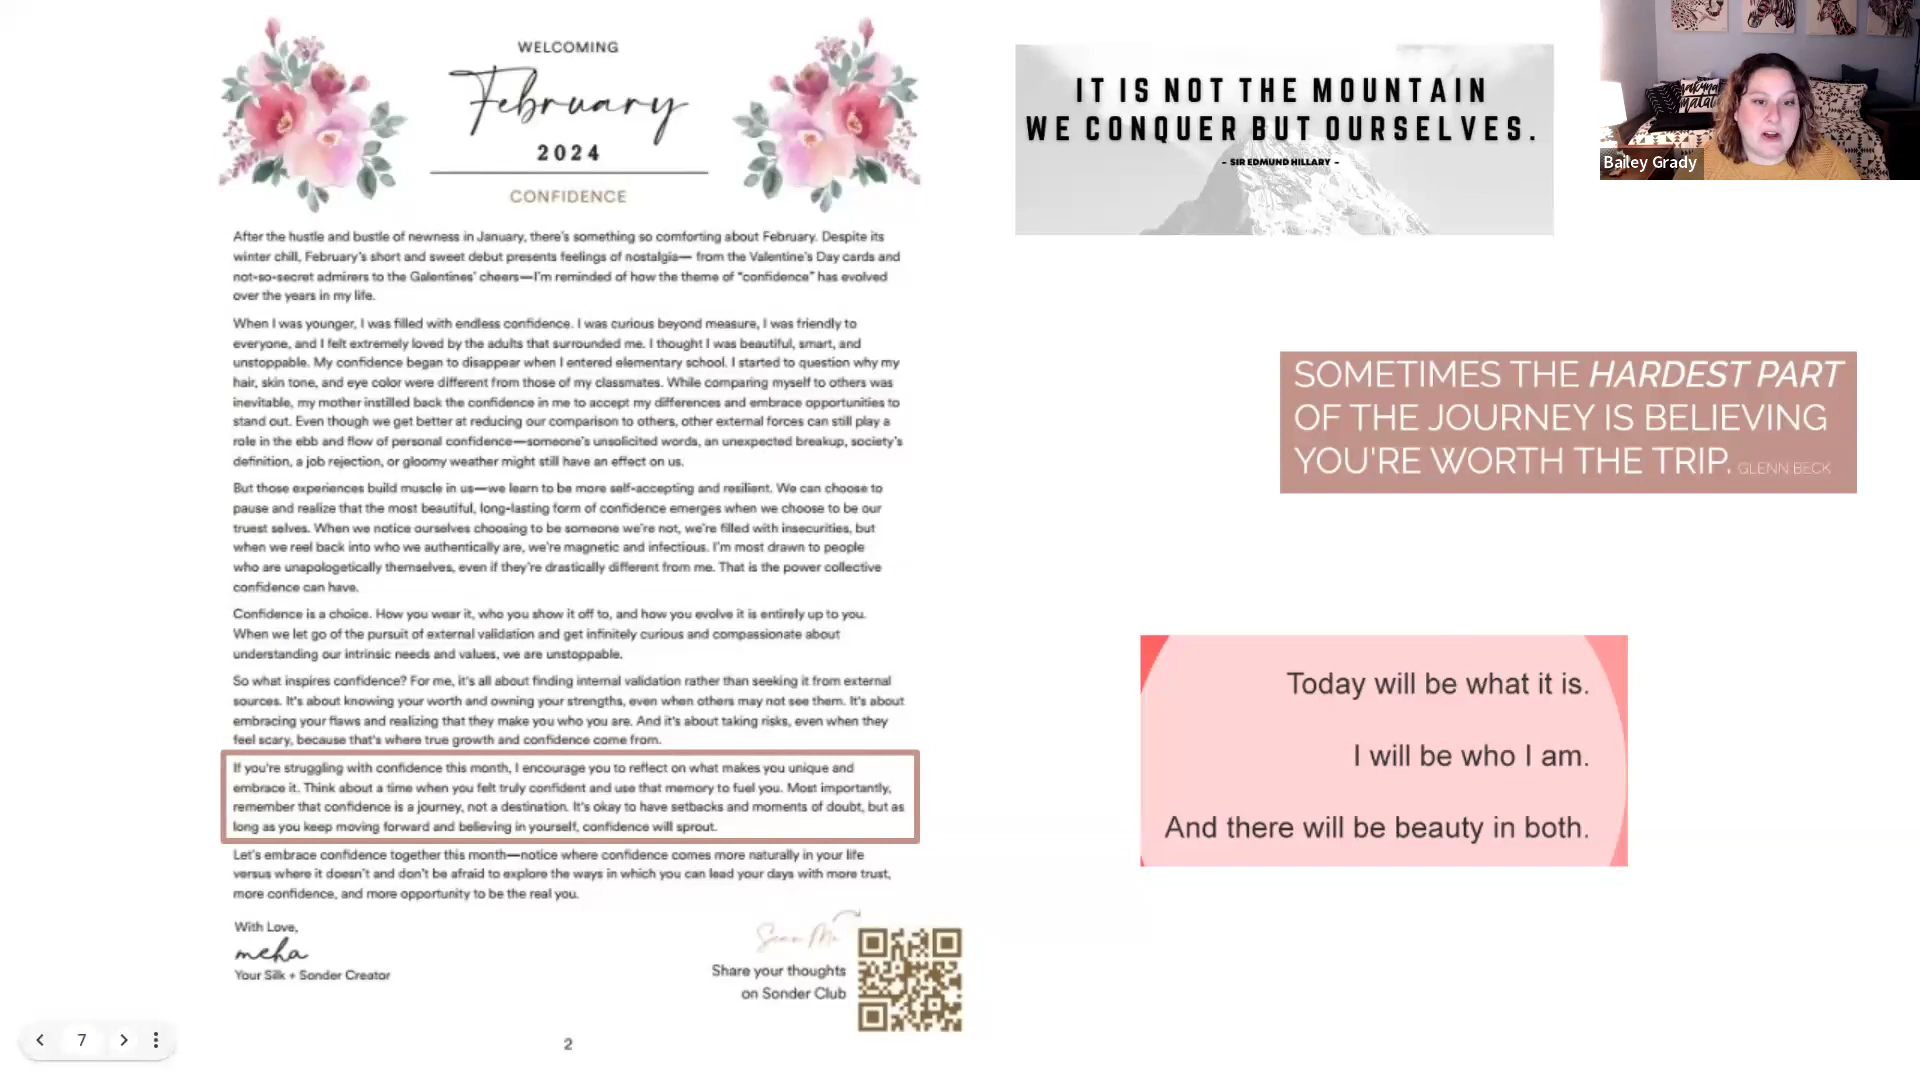 WELCOMING
February
2024
CONFIDENCE
After the hustle and bustle of newness in January, there's something so comforting about February. Despite its
winter chill, February's short and sweet debut presents feelings of nostalgia— from the Valentine's Day cards and
not-so-secret admirers to the Galentines' cheers—I'm reminded of how the theme of "confidence" has evolved
over the years in my life.
When I was younger, I was filled with endless confidence. I was curious beyond measure, I was friendly to
everyone, and I felt extremely loved by the adults that surrounded me. I thought I was beautiful, smart, and
unstoppable. My confidence began to disappear when I entered elementary school. I started to question why my
hair, skin tone, and eye color were different from those of my classmates. While comparing myself to others was
inevitable, my mother instilled back the confidence in me to accept my differences and embrace opportunities to
stand out. Even though we get better at reducing our comparison to others, other external forces can still play a
role in the ebb and flow of personal confidence—someone's unsolicited words, an unexpected breakup, society's
definition, a job rejection, or gloomy weather might still have an effect on us.
But those experiences build muscle in us—we learn to be more self-accepting and resilient. We can choose to
pause and realize that the most beautiful, long-lasting form of confidence emerges when we choose to be our
truest selves. When we notice ourselves choosing to be someone we're not, we're filled with insecurities, but
when we reel back into who we authentically are, we're magnetic and infectious. I'm most drawn to people
who are unapologetically themselves, even if they're drastically different from me. That is the power collective
confidence can have.
Confidence is a choice. How you wear it, who you show it off to, and how you evolve it is entirely up to you.
When we let go of the pursuit of external validation and get infinitely curious and compassionate about
understanding our intrinsic needs and values, we are unstoppable.
So what inspires confidence? For me, it's all about finding internal validation rather than seeking it from external
sources. It's about knowing your worth and owning your strengths, even when others may not see them. It's about
embracing your flaws and realizing that they make you who you are. And it's about taking risks, even when they
feel scary, because that's where true growth and confidence come from.
If you're struggling with confidence this month, I encourage you to reflect on what makes you unique and
embrace it. Think about a time when you felt truly confident and use that memory to fuel you. Most importantly,
remember that confidence is a journey, not a destination. It's okay to have setbacks and moments of doubt, but as
long as you keep moving forward and believing in yourself, confidence will sprout.
Let's embrace confidence together this month—notice where confidence comes more naturally in your life
versus where it doesn't and don't be afraid to explore the ways in which you can lead your days with more trust,
more confidence, and more opportunity to be the real you.
With Love,
meha
Your Silk + Sonder Creator
Scan Me
Share your thoughts
on Sonder Club
2
7
IT IS NOT THE MOUNTAIN
WE CONQUER BUT OURSELVES.
- SIR EDMUND HILLARY -
SOMETIMES THE HARDEST PART
OF THE JOURNEY IS BELIEVING
YOU'RE WORTH THE TRIP. GLENN BECK
Today will be what it is.
I will be who I am.
And there will be beauty in both.
hakuna
matata
Bailey Grady